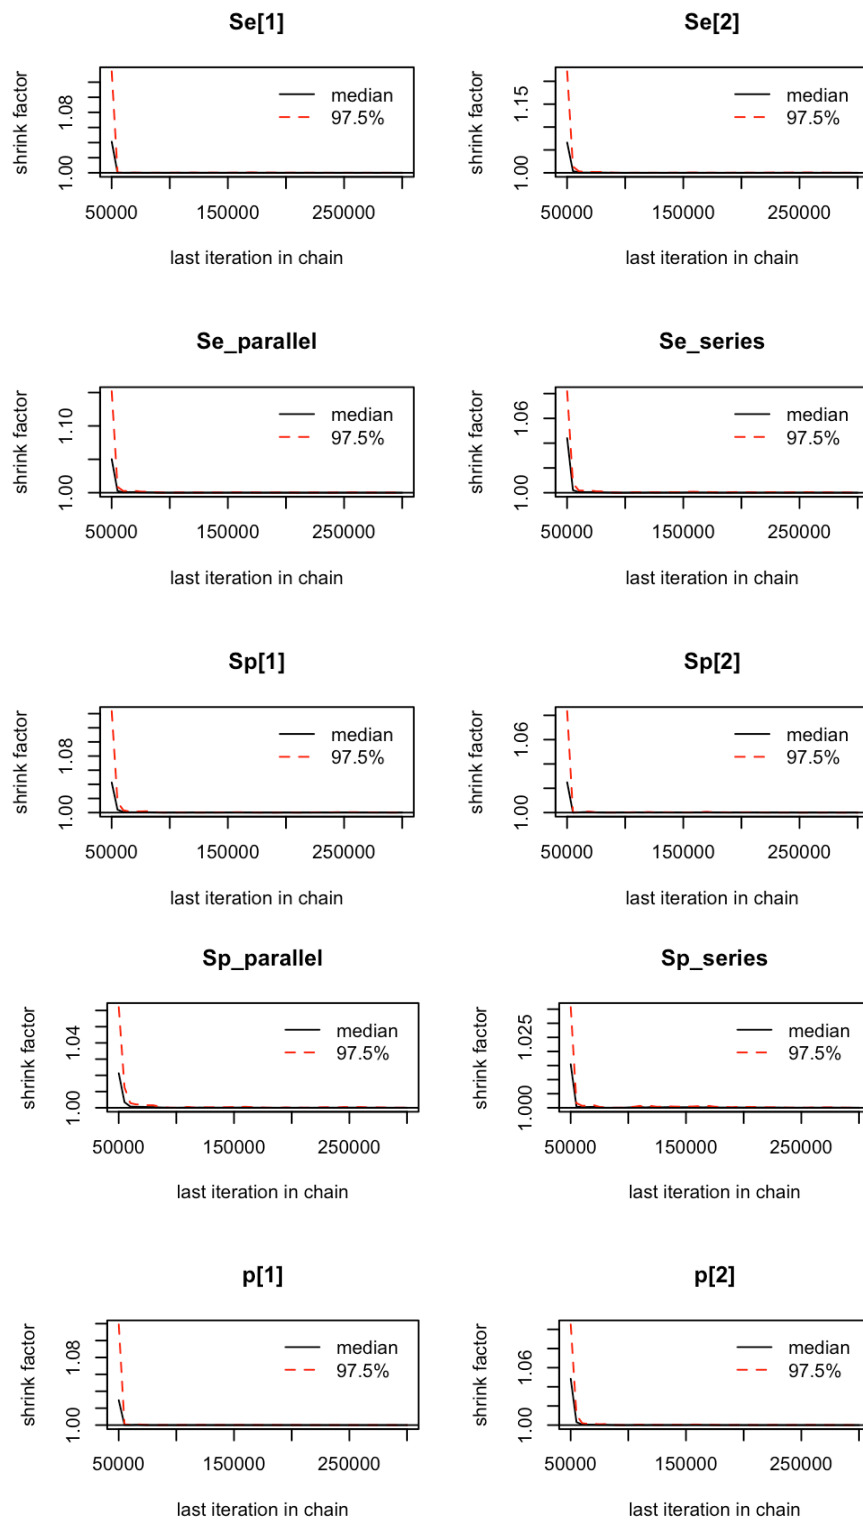 Se[1]
shrink factor
1.00 1.08
median
97.5%
50000 150000 250000
last iteration in chain
Se[2]
shrink factor
1.00 1.15
median
97.5%
50000 150000 250000
last iteration in chain
Se_parallel
shrink factor
1.00 1.10
median
97.5%
50000 150000 250000
last iteration in chain
Se_series
shrink factor
1.00 1.06
median
97.5%
50000 150000 250000
last iteration in chain
Sp[1]
shrink factor
1.00 1.08
median
97.5%
50000 150000 250000
last iteration in chain
Sp[2]
shrink factor
1.00 1.06
median
97.5%
50000 150000 250000
last iteration in chain
Sp_parallel
shrink factor
1.00 1.04
median
97.5%
50000 150000 250000
last iteration in chain
Sp_series
shrink factor
1.000 1.025
median
97.5%
50000 150000 250000
last iteration in chain
p[1]
shrink factor
1.00 1.08
median
97.5%
50000 150000 250000
last iteration in chain
p[2]
shrink factor
1.00 1.06
median
97.5%
50000 150000 250000
last iteration in chain